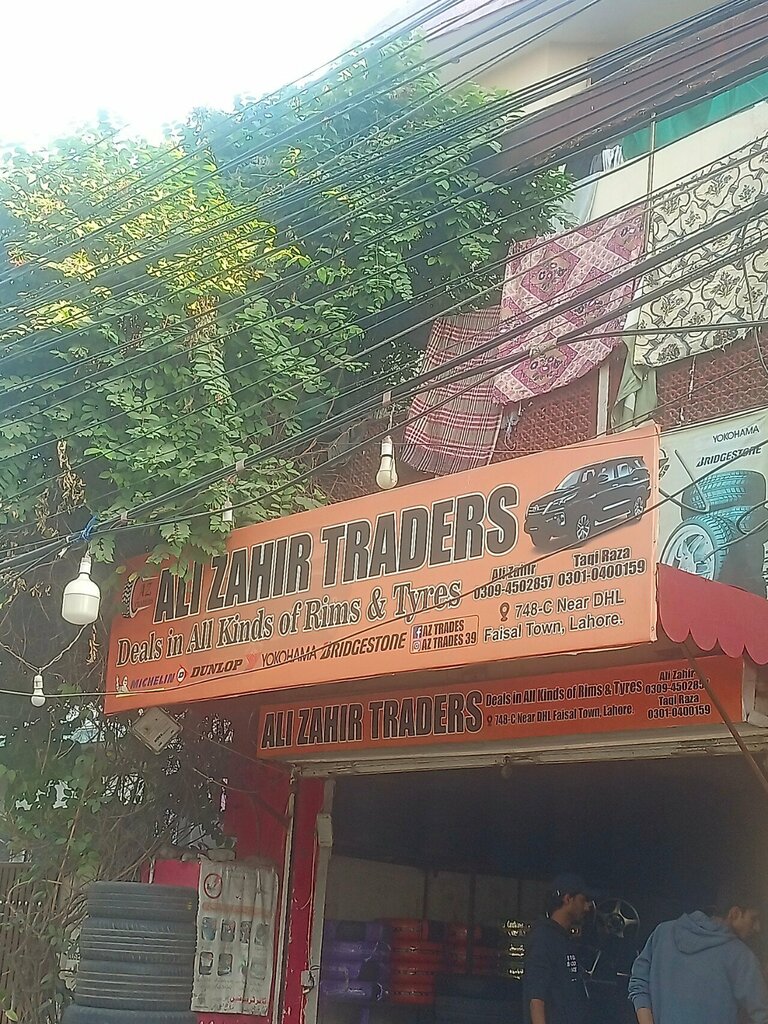 YOKOHAMA
BRIDGESTONE
ALI ZAHIR TRADERS
Deals in All Kinds of Rims & Tyres
Ali Zahir
0309-4502857
Taqi Raza
0301-0400159
748-C Near DHL
Faisal Town, Lahore.
MICHELIN DUNLOP YOKOHAMA BRIDGESTONE
AZ TRADES
AZ TRADES 39
AZ
ALI ZAHIR TRADERS
Deals in All Kinds of Rims & Tyres
748-C Near DHL Faisal Town, Lahore.
Ali Zahir
0309-450285
Taqi Raza
0301-0400159